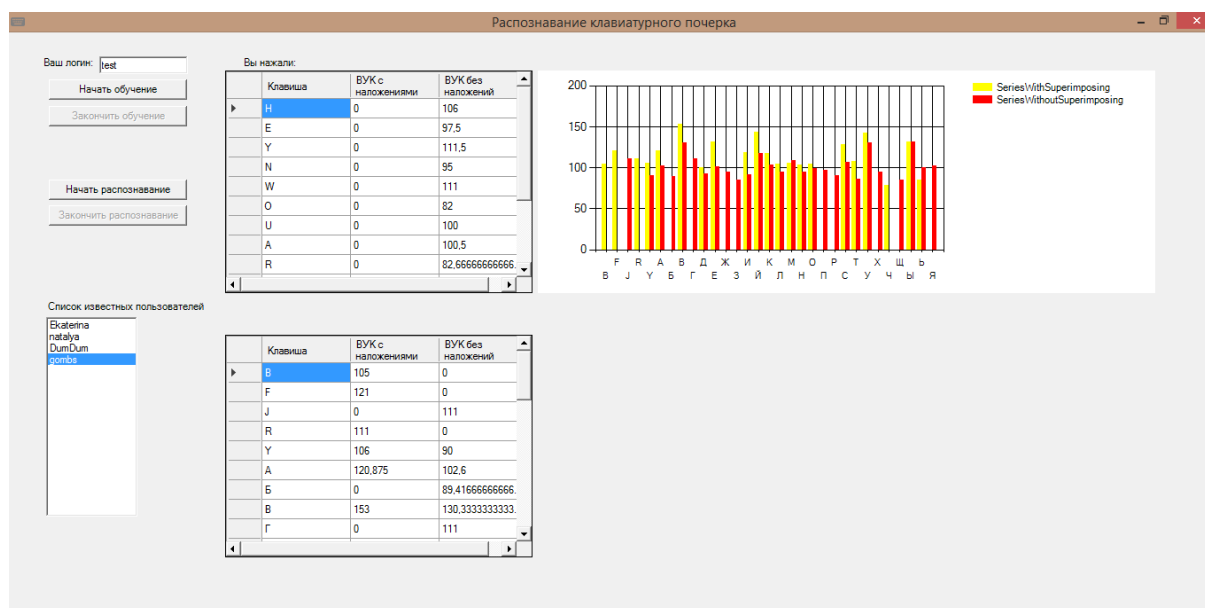 Распознавание клавиатурного почерка
Ваш логин: test
Начать обучение
Закончить обучение
Начать распознавание
Закончить распознавание
Вы нажали:
Клавиша ВУК с наложениями ВУК без наложений
H 0 106
E 0 97,5
Y 0 111,5
N 0 95
W 0 111
O 0 82
U 0 100
A 0 100,5
R 0 82,66666666666.
200
150
100
50
0
F R А В Д Ж И К М О Р Т Х Щ Ь
B J Y Б Г Е З Й Л Н П С У Ч Ы Я
SeriesWithSuperimposing
SeriesWithoutSuperimposing
Список известных пользователей
Ekaterina
natalya
DumDum
gombs
Клавиша ВУК с наложениями ВУК без наложений
B 105 0
F 121 0
J 0 111
R 111 0
Y 106 90
А 120,875 102,6
Б 0 89,41666666666.
В 153 130,3333333333.
Г 0 111